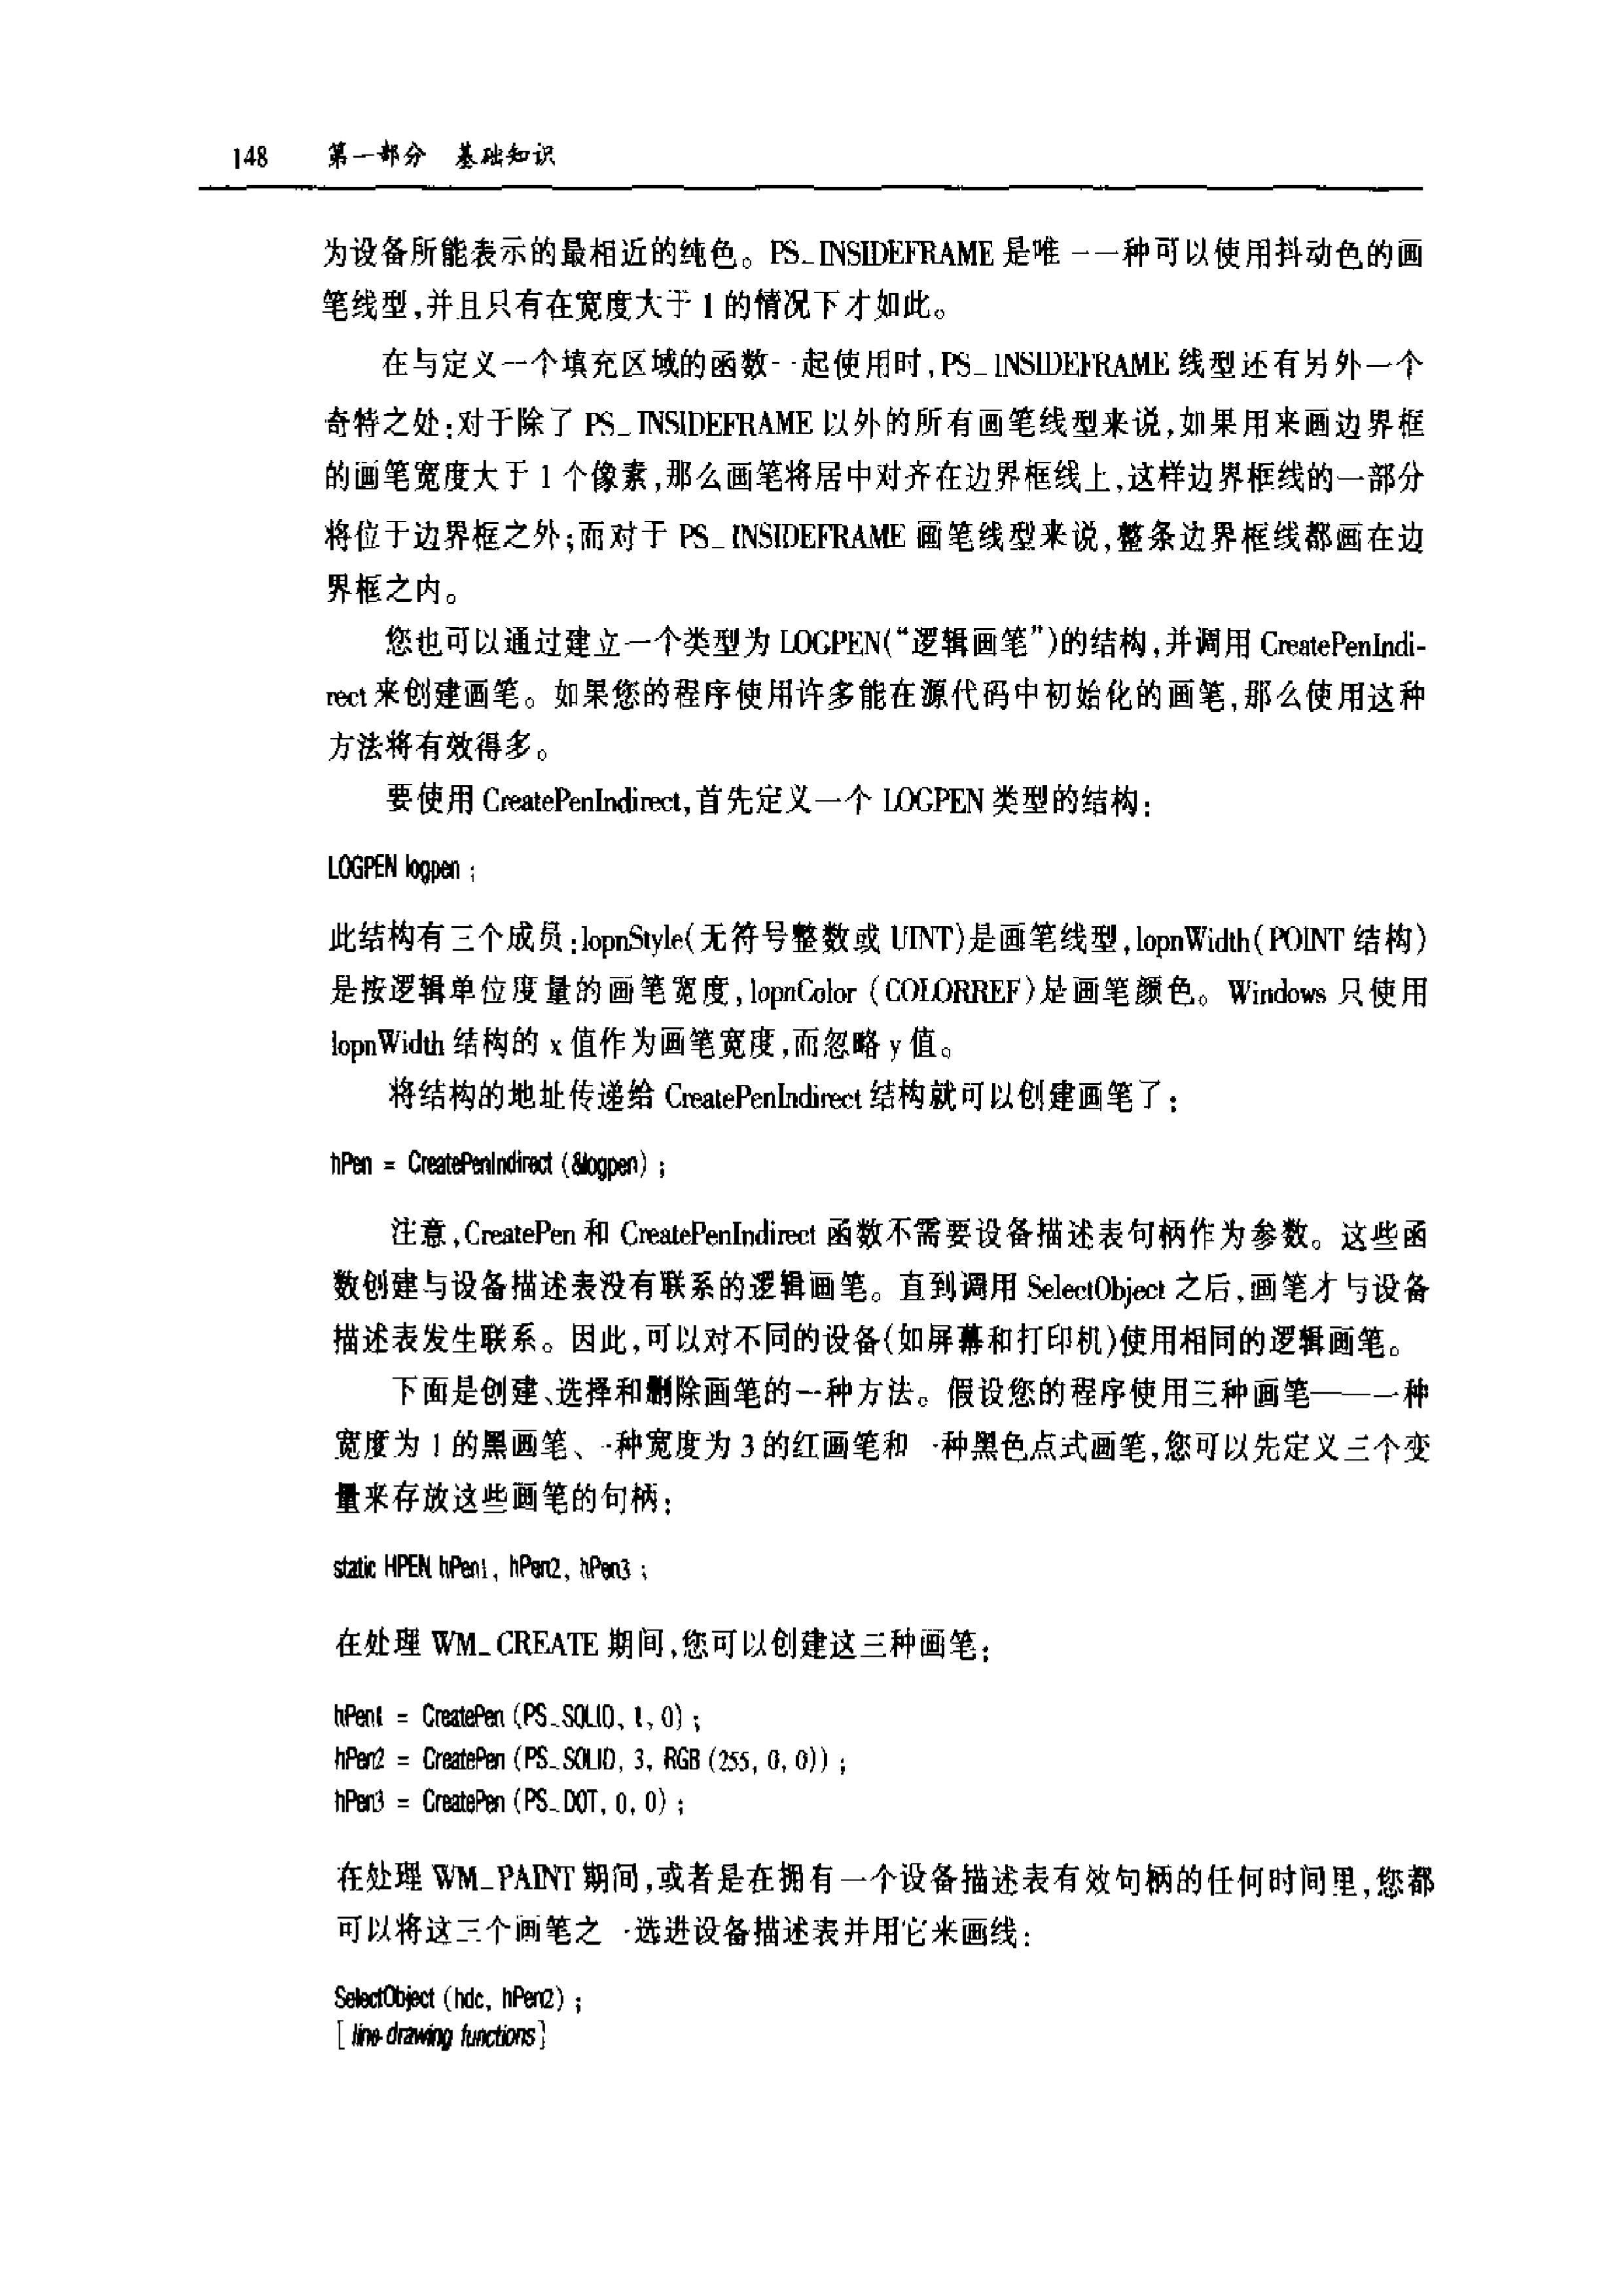 148 第一部分 基础知识
为设备所能表示的最相近的纯色。PS_INSIDEFRAME 是唯一一种可以使用抖动色的画
笔线型,并且只有在宽度大于 1 的情况下才如此。
在与定义一个填充区域的函数一起使用时,PS_INSIDEFRAME 线型还有另外一个
奇特之处:对于除了 PS_INSIDEFRAME 以外的所有画笔线型来说,如果用来画边界框
的画笔宽度大于 1 个像素,那么画笔将居中对齐在边界框线上,这样边界框线的一部分
将位于边界框之外;而对于 PS_INSIDEFRAME 画笔线型来说,整条边界框线都画在边
界框之内。
您也可以通过建立一个类型为 LOGPEN(“逻辑画笔”)的结构,并调用 CreatePenIndi-
rect 来创建画笔。如果您的程序使用许多能在源代码中初始化的画笔,那么使用这种
方法将有效得多。
要使用 CreatePenIndirect,首先定义一个 LOGPEN 类型的结构:
LOGPEN logpen ;
此结构有三个成员:lopnStyle(无符号整数或 UINT)是画笔线型,lopnWidth(POINT 结构)
是按逻辑单位度量的画笔宽度,lopnColor (COLORREF)是画笔颜色。Windows 只使用
lopnWidth 结构的 x 值作为画笔宽度,而忽略 y 值。
将结构的地址传递给 CreatePenIndirect 结构就可以创建画笔了:
hPen = CreatePenIndirect (&logpen) ;
注意,CreatePen 和 CreatePenIndirect 函数不需要设备描述表句柄作为参数。这些函
数创建与设备描述表没有联系的逻辑画笔。直到调用 SelectObject 之后,画笔才与设备
描述表发生联系。因此,可以对不同的设备(如屏幕和打印机)使用相同的逻辑画笔。
下面是创建、选择和删除画笔的一种方法。假设您的程序使用三种画笔——一种
宽度为 1 的黑画笔、一种宽度为 3 的红画笔和一种黑色点式画笔,您可以先定义三个变
量来存放这些画笔的句柄:
static HPEN hPen1, hPen2, hPen3 ;
在处理 WM_CREATE 期间,您可以创建这三种画笔:
hPen1 = CreatePen (PS_SOLID, 1, 0) ;
hPen2 = CreatePen (PS_SOLID, 3, RGB (255, 0, 0)) ;
hPen3 = CreatePen (PS_DOT, 0, 0) ;
在处理 WM_PAINT 期间,或者是在拥有一个设备描述表有效句柄的任何时间里,您都
可以将这三个画笔之一选进设备描述表并用它来画线:
SelectObject (hdc, hPen2) ;
[ line-drawing functions]